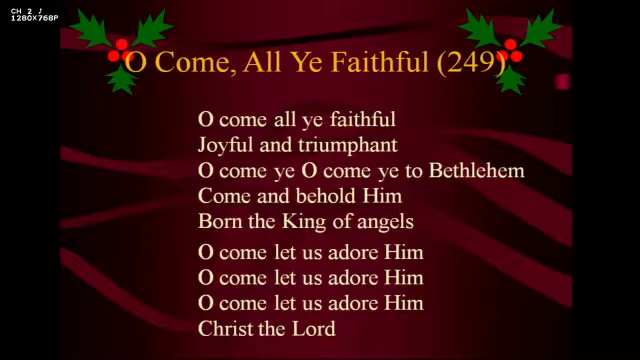 CH 2 ♪
1280X768P
O Come, All Ye Faithful (249)
O come all ye faithful
Joyful and triumphant
O come ye O come ye to Bethlehem
Come and behold Him
Born the King of angels
O come let us adore Him
O come let us adore Him
O come let us adore Him
Christ the Lord